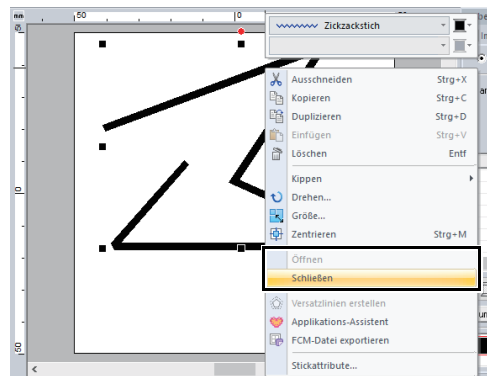 mm
50
0
Zickzackstich
Ausschneiden Strg+X
Kopieren Strg+C
Duplizieren Strg+D
Einfügen Strg+V
Löschen Entf
Kippen
Drehen...
Größe...
Zentrieren Strg+M
Öffnen
Schließen
Versatzlinien erstellen
Applikations-Assistent
FCM-Datei exportieren
Stickattribute...
0
50